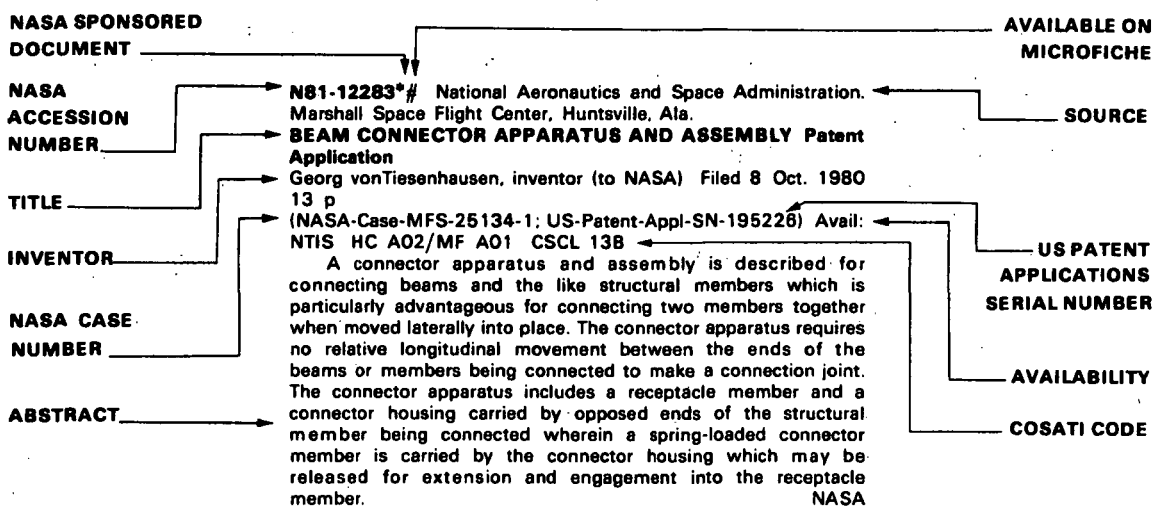 NASA SPONSORED
DOCUMENT
NASA
ACCESSION
NUMBER
TITLE
INVENTOR
NASA CASE
NUMBER
ABSTRACT
N81-12283*# National Aeronautics and Space Administration.
Marshall Space Flight Center, Huntsville, Ala.
BEAM CONNECTOR APPARATUS AND ASSEMBLY Patent
Application
Georg vonTiesenhausen, inventor (to NASA) Filed 8 Oct. 1980
13 p
(NASA-Case-MFS-25134-1; US-Patent-Appl-SN-195226) Avail:
NTIS HC A02/MF A01 CSCL 13B
A connector apparatus and assembly is described for
connecting beams and the like structural members which is
particularly advantageous for connecting two members together
when moved laterally into place. The connector apparatus requires
no relative longitudinal movement between the ends of the
beams or members being connected to make a connection joint.
The connector apparatus includes a receptacle member and a
connector housing carried by opposed ends of the structural
member being connected wherein a spring-loaded connector
member is carried by the connector housing which may be
released for extension and engagement into the receptacle
member. NASA
AVAILABLE ON
MICROFICHE
SOURCE
US PATENT
APPLICATIONS
SERIAL NUMBER
AVAILABILITY
COSATI CODE